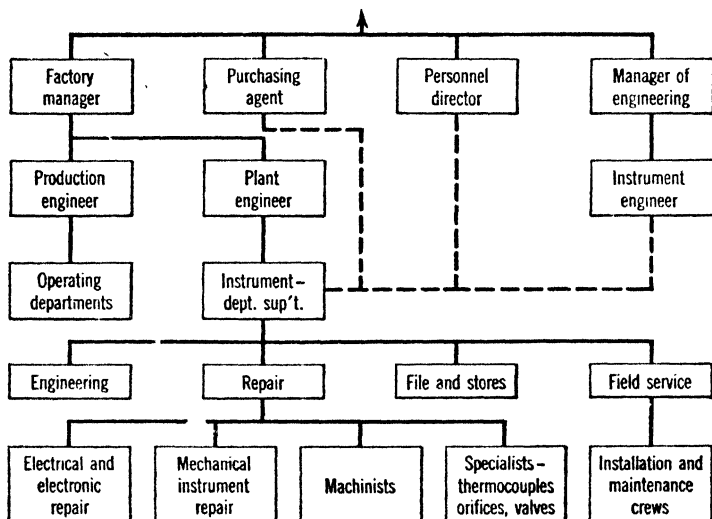 Factory
manager
Purchasing
agent
Personnel
director
Manager of
engineering
Production
engineer
Plant
engineer
Instrument
engineer
Operating
departments
Instrument–
dept. sup't.
Engineering
Repair
File and stores
Field service
Electrical and
electronic
repair
Mechanical
instrument
repair
Machinists
Specialists–
thermocouples
orifices, valves
Installation and
maintenance
crews